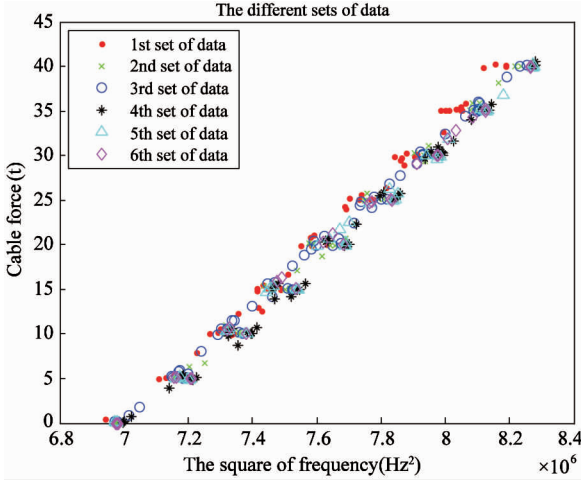 The different sets of data
45
40
35
30
25
20
15
10
5
0
Cable force(t)
1st set of data
2nd set of data
3rd set of data
4th set of data
5th set of data
6th set of data
6.8 7 7.2 7.4 7.6 7.8 8 8.2 8.4
The square of frequency(Hz²) ×10⁶